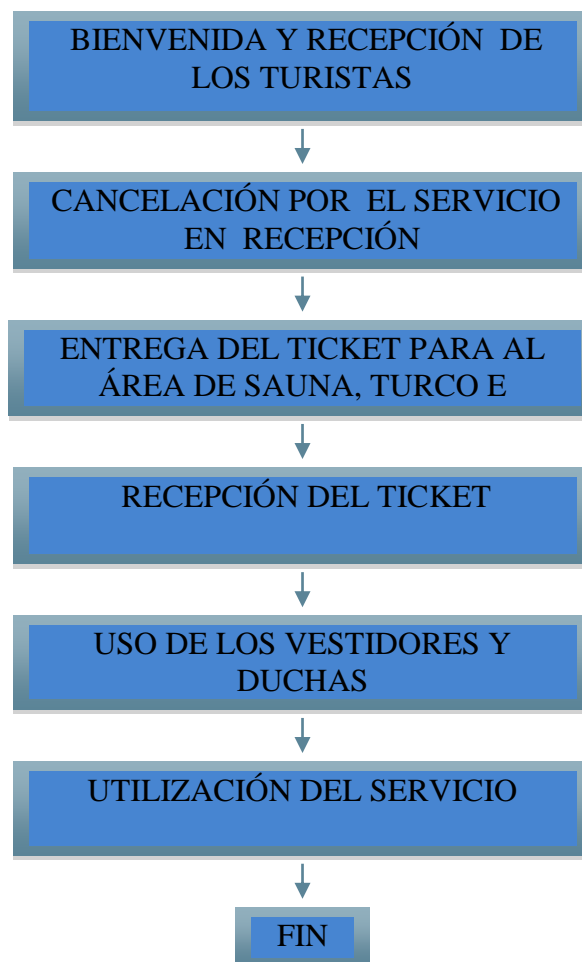 BIENVENIDA Y RECEPCIÓN DE
LOS TURISTAS
CANCELACIÓN POR EL SERVICIO
EN RECEPCIÓN
ENTREGA DEL TICKET PARA AL
ÁREA DE SAUNA, TURCO E
RECEPCIÓN DEL TICKET
USO DE LOS VESTIDORES Y
DUCHAS
UTILIZACIÓN DEL SERVICIO
FIN